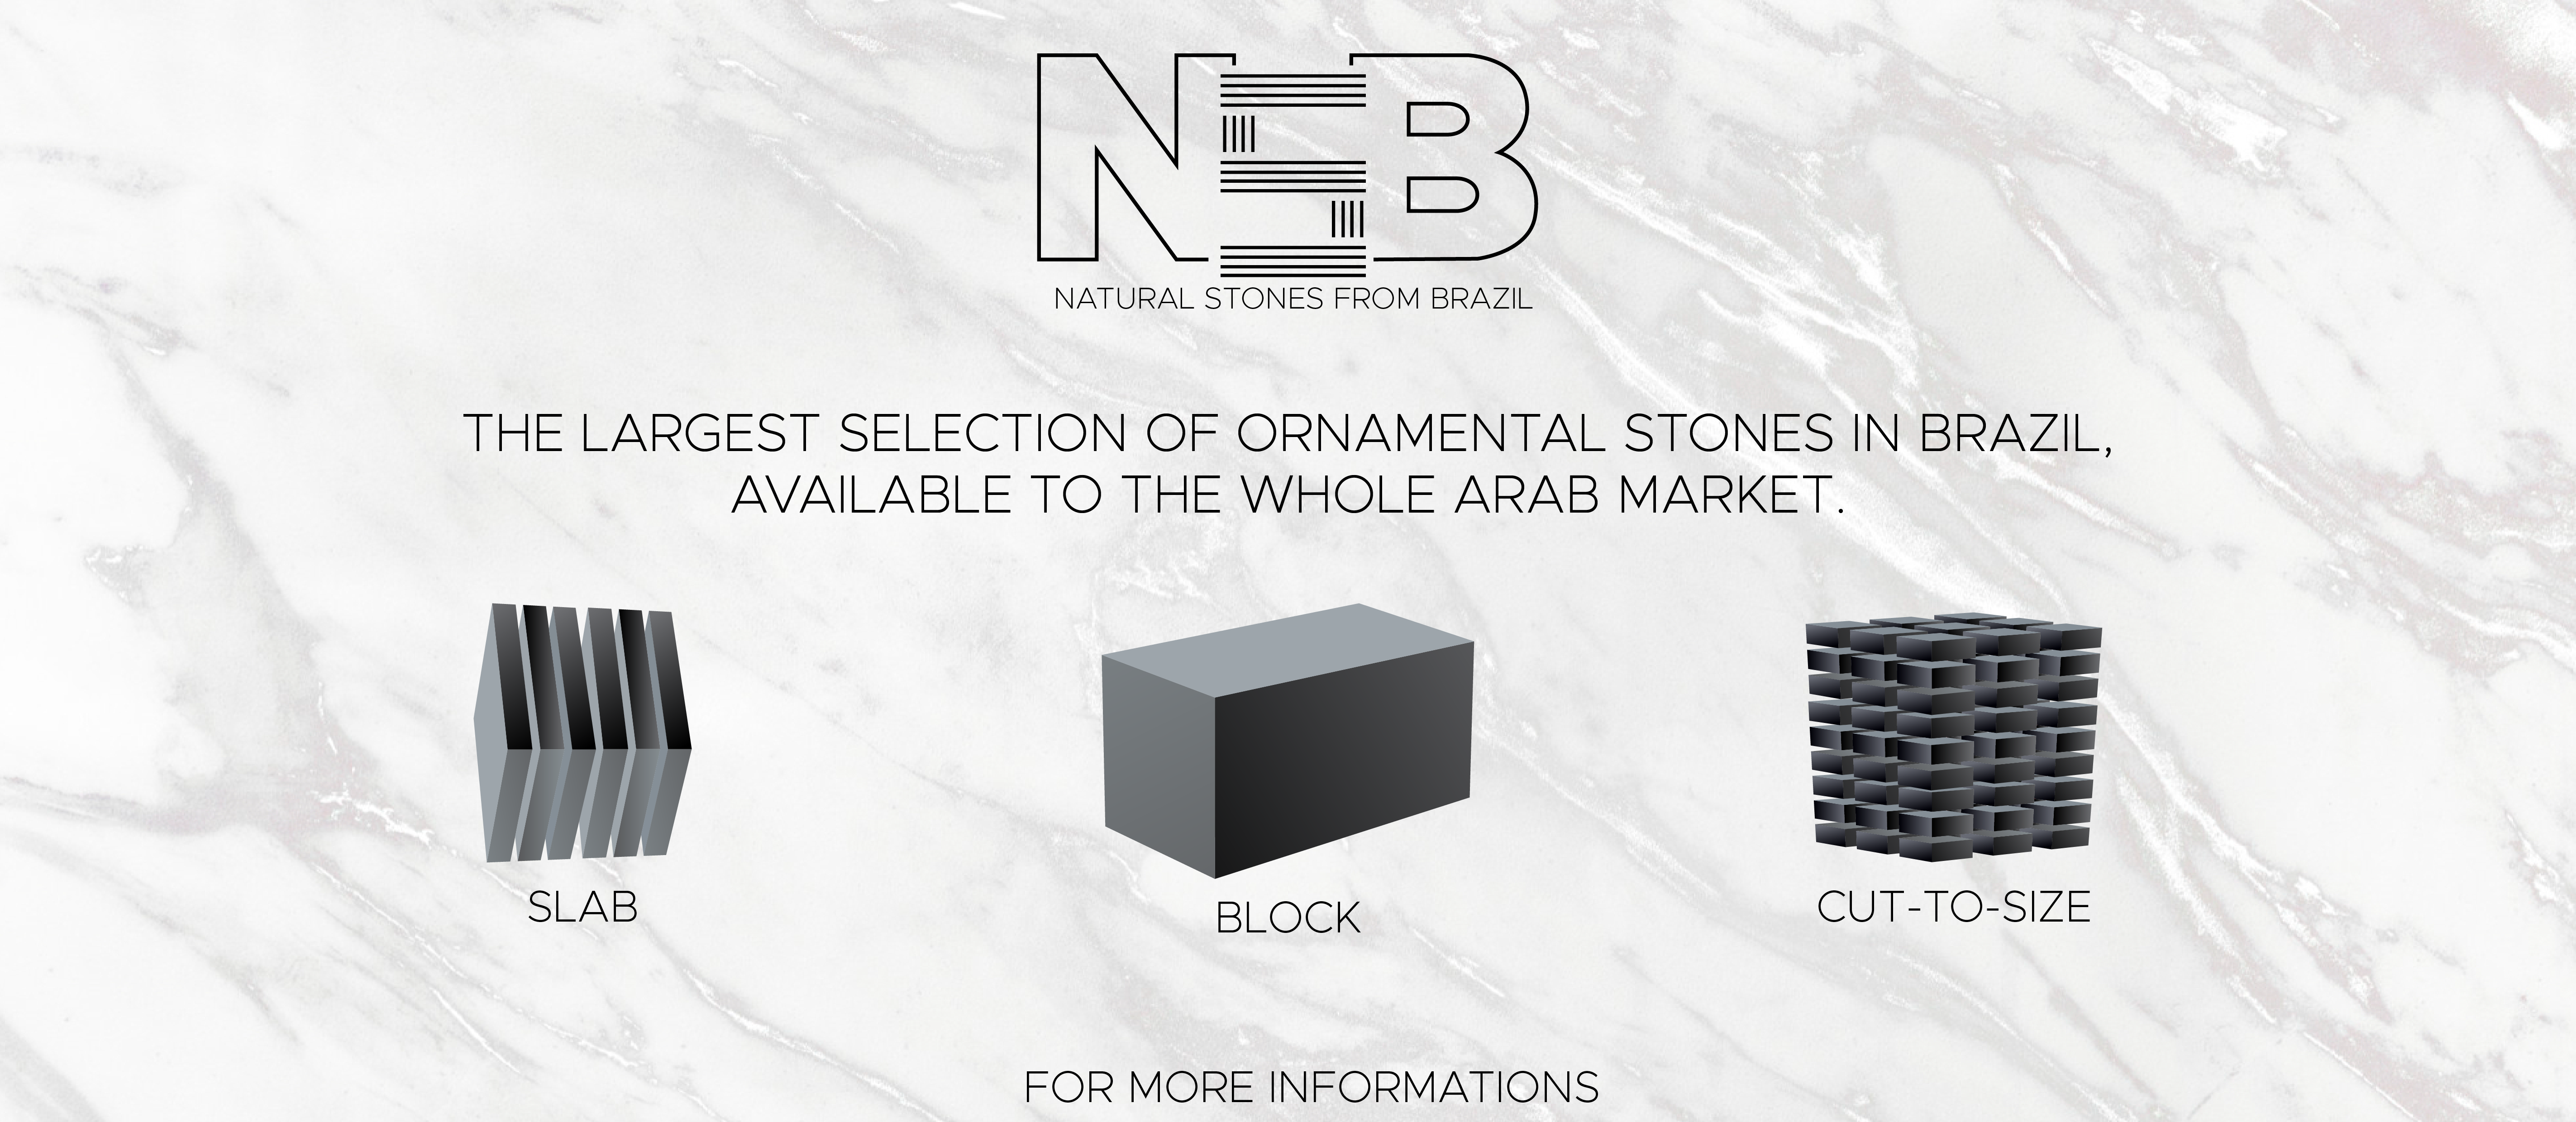 NSB
NATURAL STONES FROM BRAZIL
THE LARGEST SELECTION OF ORNAMENTAL STONES IN BRAZIL,
AVAILABLE TO THE WHOLE ARAB MARKET.
SLAB
BLOCK
CUT-TO-SIZE
FOR MORE INFORMATIONS